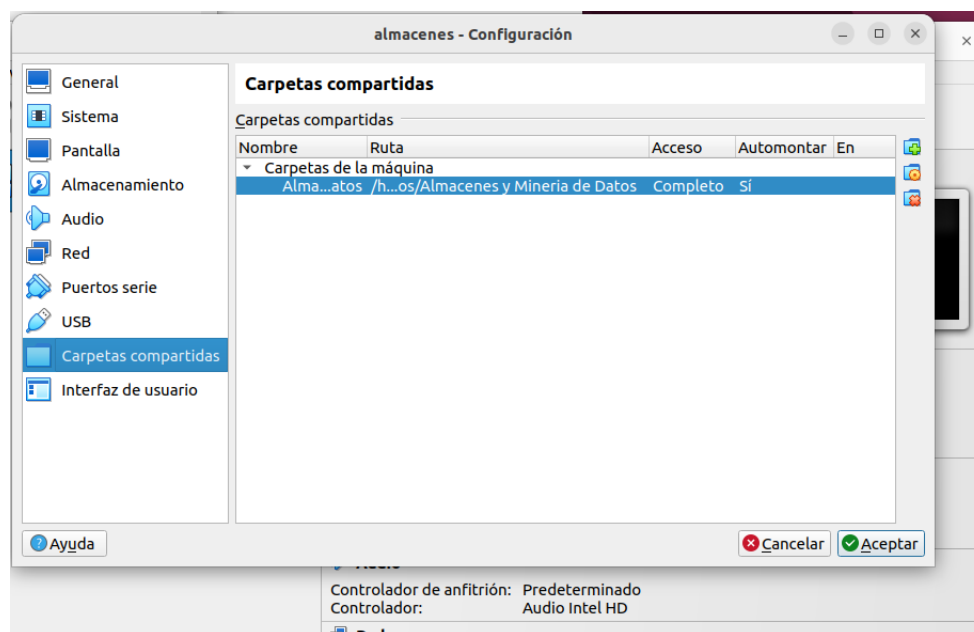 almacenes - Configuración
General
Sistema
Pantalla
Almacenamiento
Audio
Red
Puertos serie
USB
Carpetas compartidas
Interfaz de usuario
Carpetas compartidas
Carpetas compartidas
Nombre Ruta Acceso Automontar En
Carpetas de la máquina
Alma...atos /h...os/Almacenes y Mineria de Datos Completo Sí
Ayuda
Cancelar
Aceptar
Controlador de anfitrión: Predeterminado
Controlador: Audio Intel HD